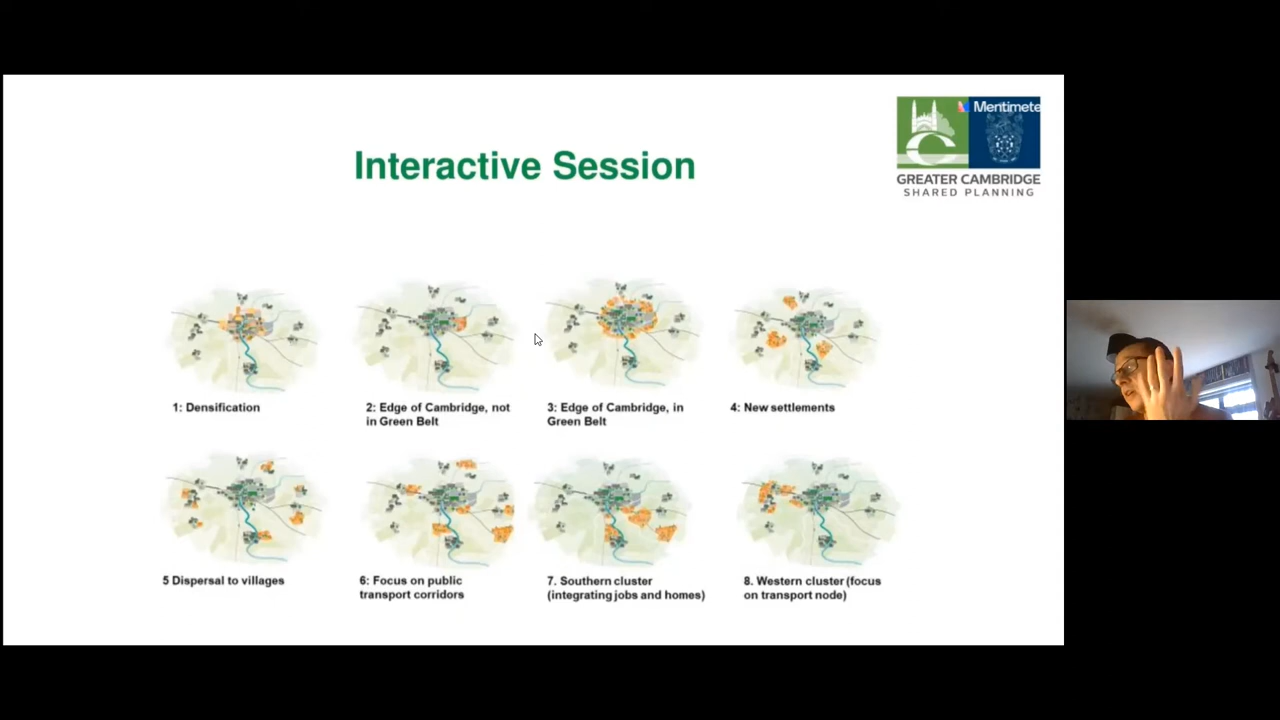 Mentimete
Interactive Session
GREATER CAMBRIDGE
SHARED PLANNING
1: Densification
2: Edge of Cambridge, not
in Green Belt
3: Edge of Cambridge, in
Green Belt
4: New settlements
5 Dispersal to villages
6: Focus on public
transport corridors
7. Southern cluster
(integrating jobs and homes)
8. Western cluster (focus
on transport node)